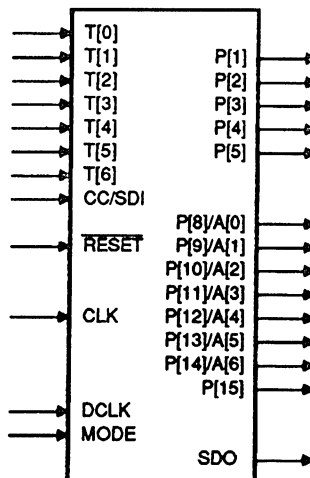 T[0]
T[1]
T[2]
T[3]
T[4]
T[5]
T[6]
CC/SDI
RESET
CLK
DCLK
MODE
P[1]
P[2]
P[3]
P[4]
P[5]
P[8]/A[0]
P[9]/A[1]
P[10]/A[2]
P[11]/A[3]
P[12]/A[4]
P[13]/A[5]
P[14]/A[6]
P[15]
SDO